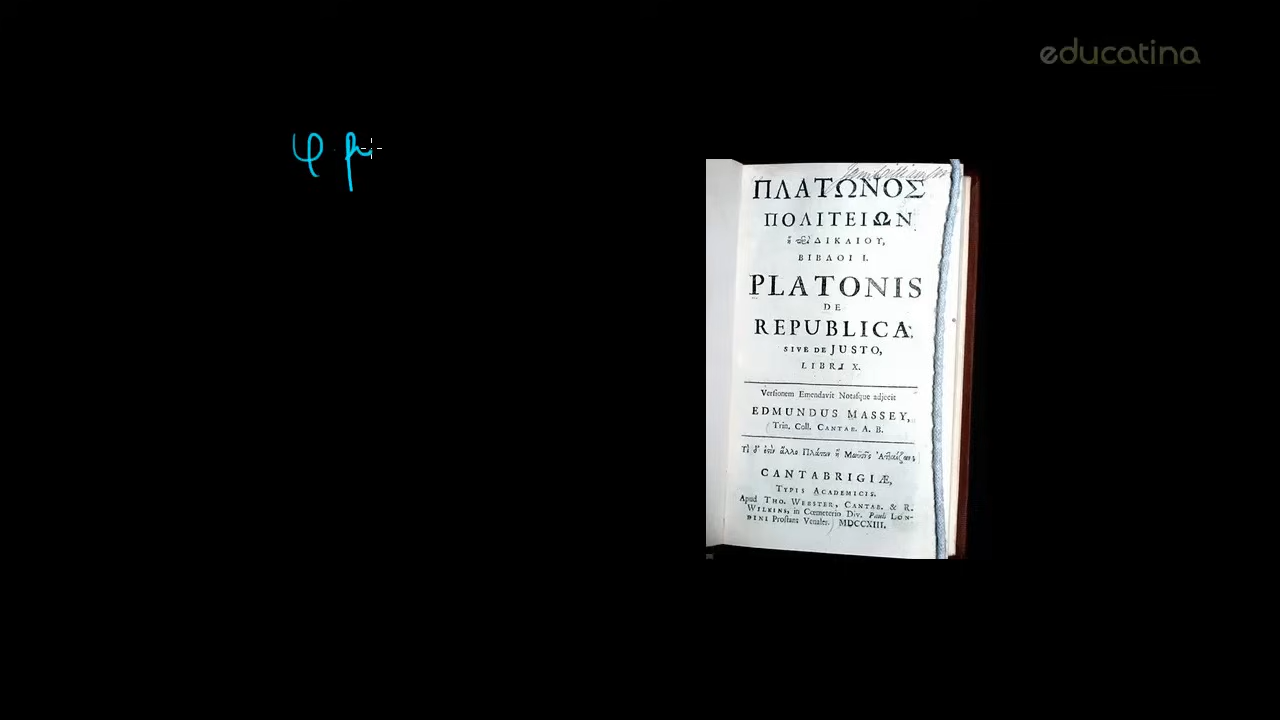 educatina
φ
ΠΛΑΤΩΝΟΣ
ΠΟΛΙΤΕΙΩΝ
ΔΙΚΑΙΟΥ,
ΒΙΒΛΟΙ Ι.
PLATONIS
DE
REPUBLICA,
SIVE DE JUSTO,
LIBRI X.
Versionem Emendavit Notasque adjecit
EDMUNDUS MASSEY,
Trin. Coll. CANTAB. A. B.
CANTABRIGIÆ,
TYPIS ACADEMICIS.
Apud THO. WEBSTER, CANTAB. & R.
WILKINS, in Cœmeterio Div. Pauli LON-
DINI Prostant Venales. MDCCXIII.